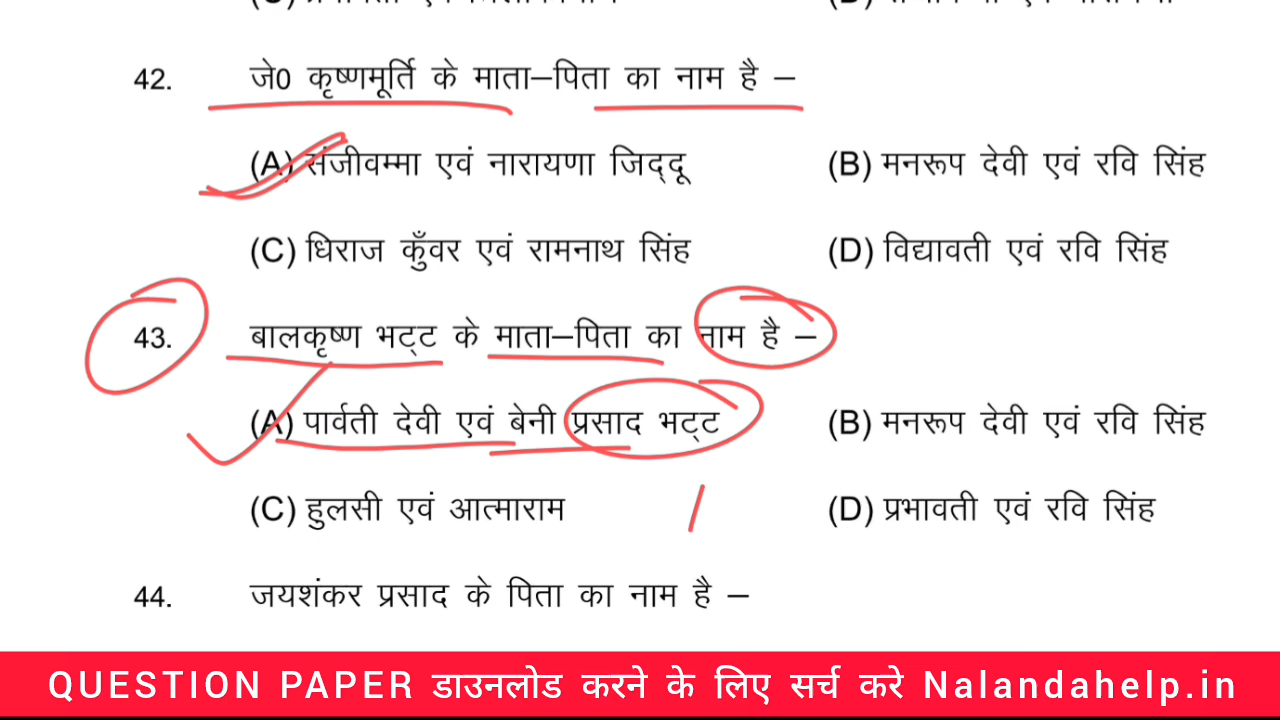 42. जे0 कृष्णमूर्ति के माता–पिता का नाम है –
(A) संजीवम्मा एवं नारायणा जिद्दू (B) मनरूप देवी एवं रवि सिंह
(C) धिराज कुँवर एवं रामनाथ सिंह (D) विद्यावती एवं रवि सिंह
43. बालकृष्ण भट्ट के माता–पिता का नाम है –
(A) पार्वती देवी एवं बेनी प्रसाद भट्ट (B) मनरूप देवी एवं रवि सिंह
(C) हुलसी एवं आत्माराम (D) प्रभावती एवं रवि सिंह
44. जयशंकर प्रसाद के पिता का नाम है –
QUESTION PAPER डाउनलोड करने के लिए सर्च करे Nalandahelp.in